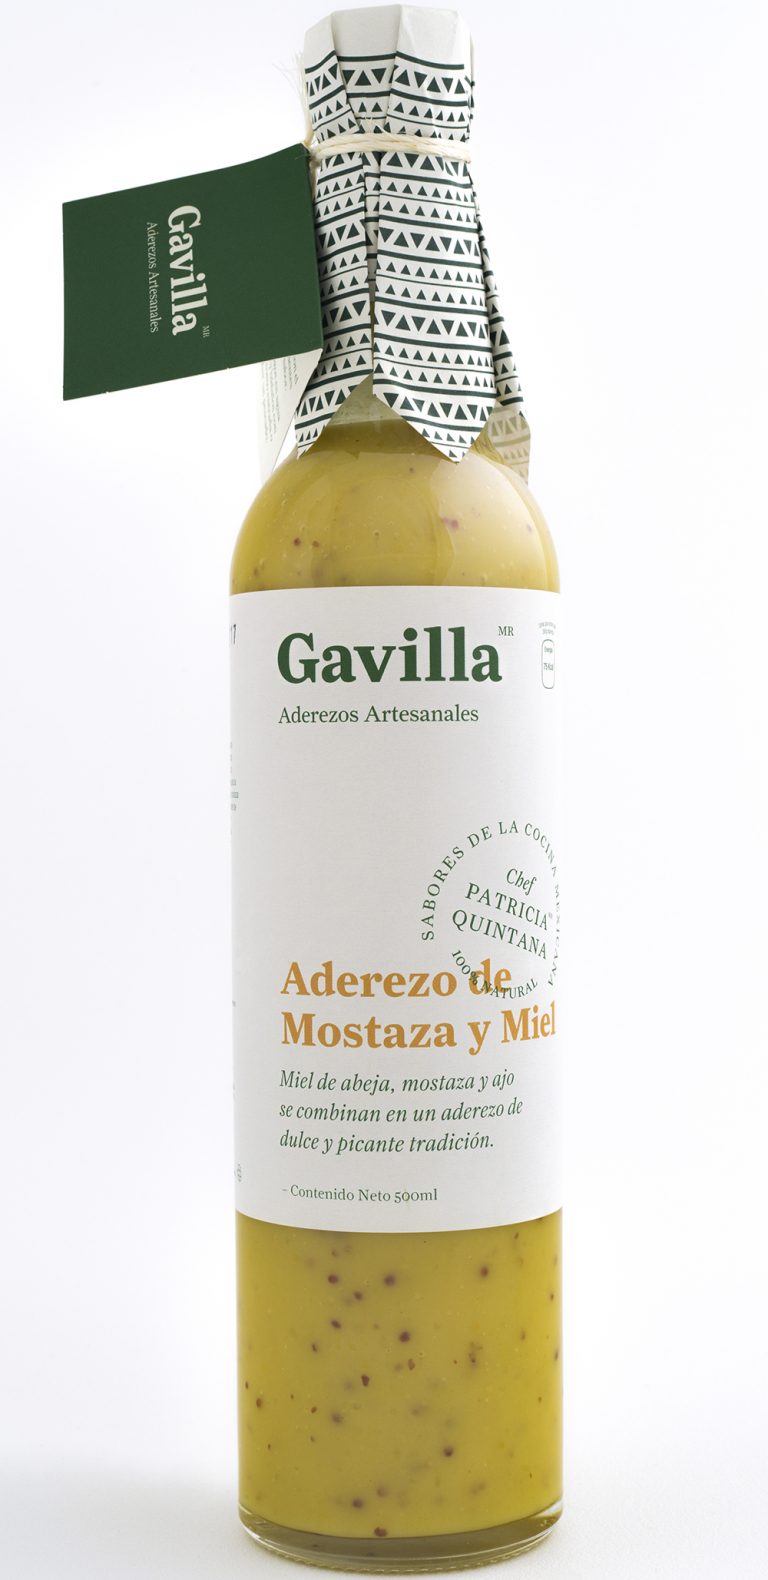 Gavilla MR
Aderezos Artesanales
Gavilla MR
Aderezos Artesanales
SABORES DE LA COCINA MEXICANA
Chef
PATRICIA
QUINTANA
100% NATURAL
Aderezo de
Mostaza y Miel
Miel de abeja, mostaza y ajo
se combinan en un aderezo de
dulce y picante tradición.
– Contenido Neto 500ml